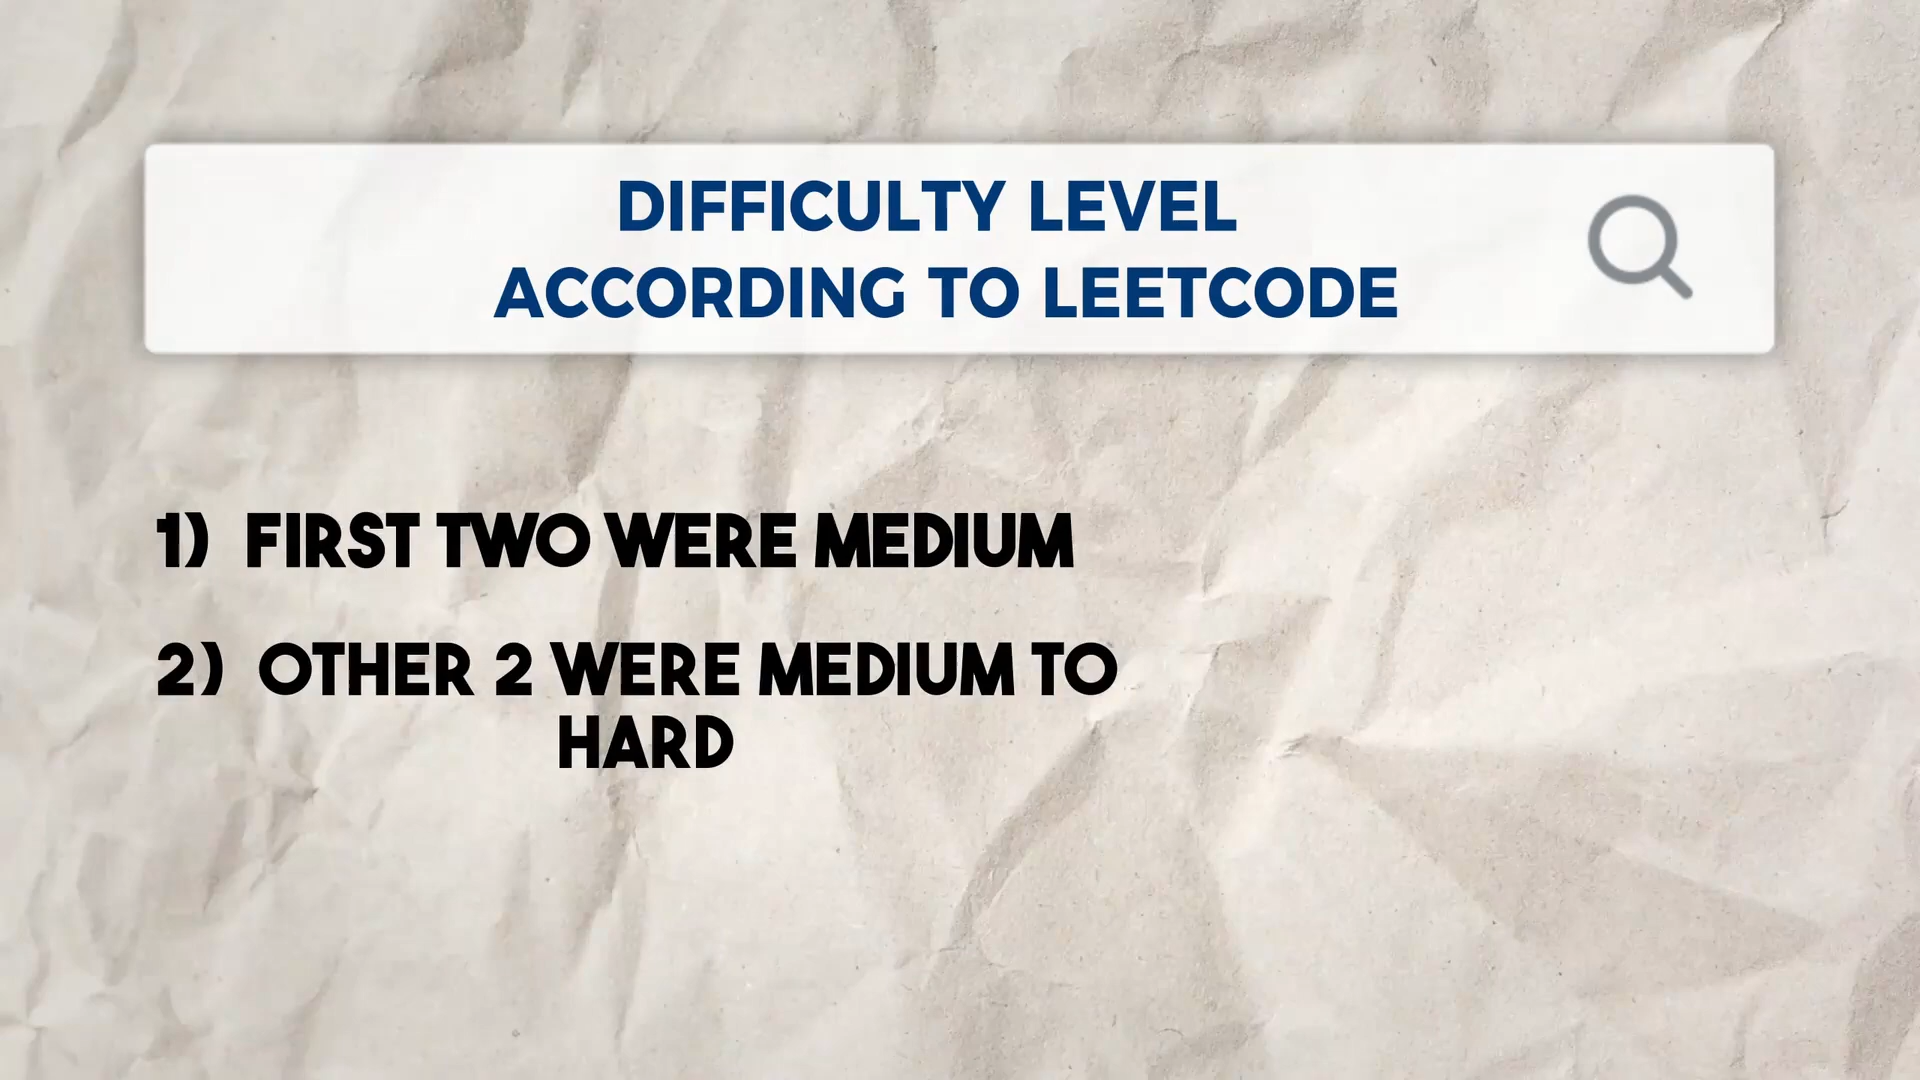 DIFFICULTY LEVEL
ACCORDING TO LEETCODE
1) FIRST TWO WERE MEDIUM
2) OTHER 2 WERE MEDIUM TO
HARD